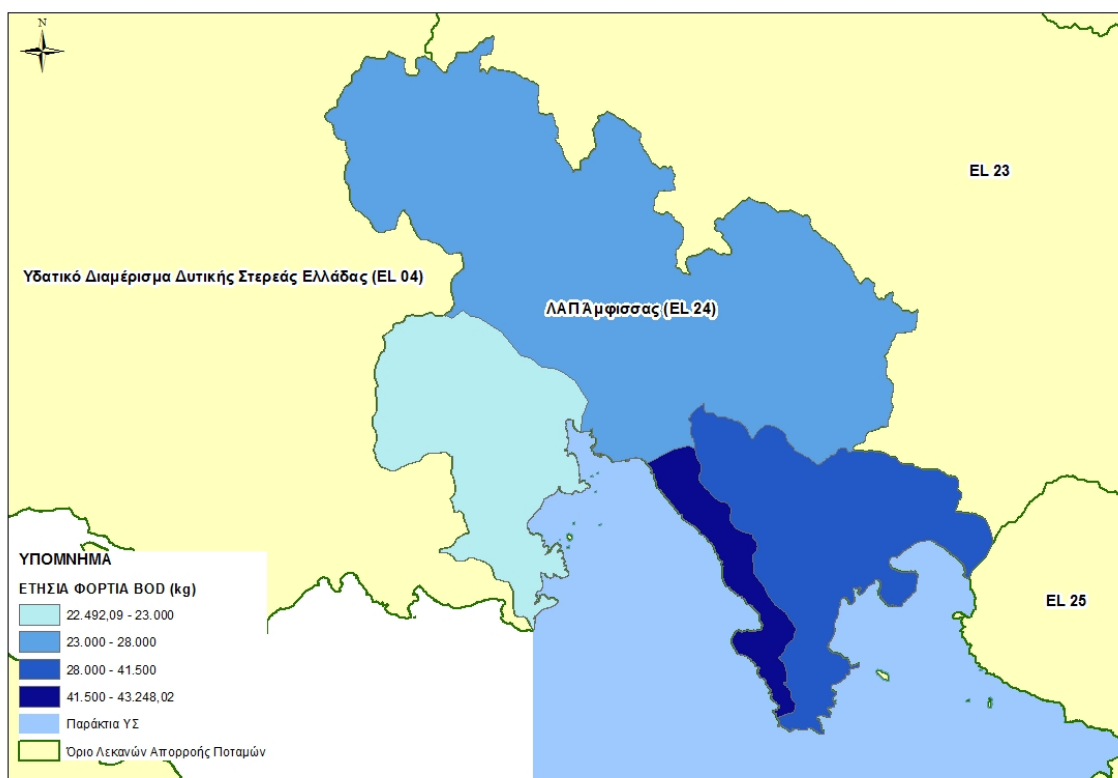 N
EL 23
Υδατικό Διαμέρισμα Δυτικής Στερεάς Ελλάδας (EL 04)
ΛΑΠ Άμφισσας (EL 24)
EL 25
ΥΠΟΜΝΗΜΑ
ΕΤΗΣΙΑ ΦΟΡΤΙΑ BOD (kg)
22.492,09 - 23.000
23.000 - 28.000
28.000 - 41.500
41.500 - 43.248,02
Παράκτια ΥΣ
Όριο Λεκανών Απορροής Ποταμών